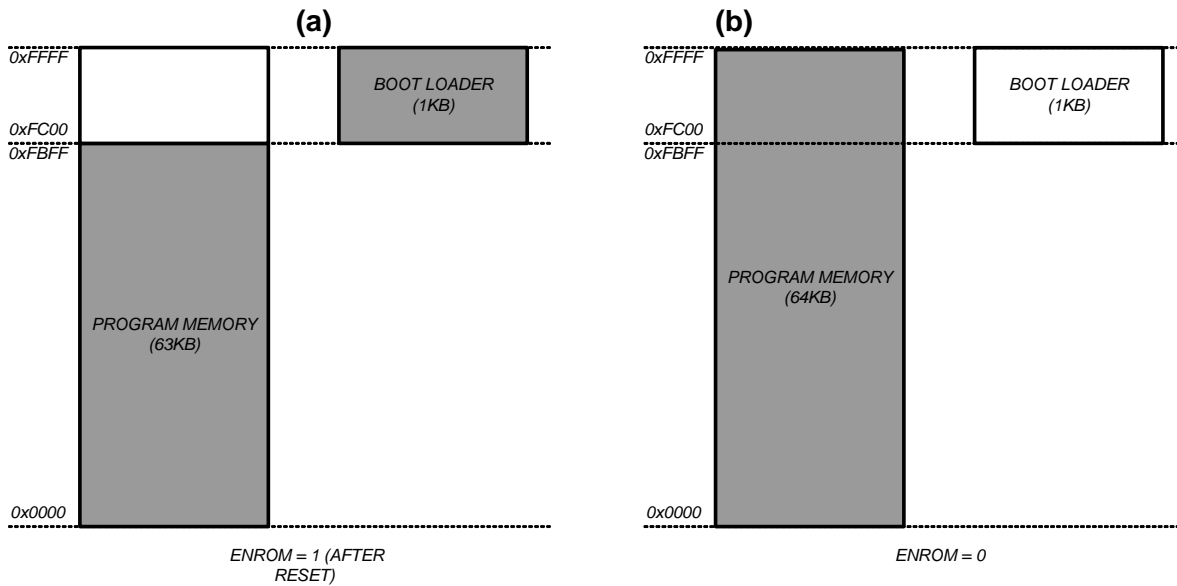 (a)
0xFFFF
BOOT LOADER
(1KB)
0xFC00
0xFBFF
PROGRAM MEMORY
(63KB)
0x0000
ENROM = 1 (AFTER
RESET)
(b)
0xFFFF
BOOT LOADER
(1KB)
0xFC00
0xFBFF
PROGRAM MEMORY
(64KB)
0x0000
ENROM = 0